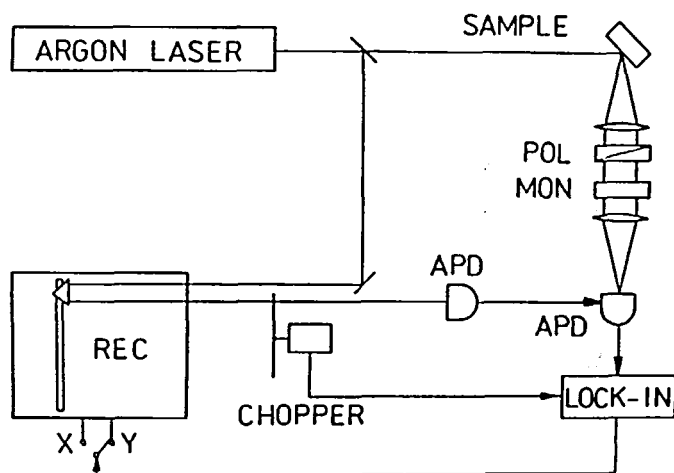 SAMPLE
ARGON LASER
POL
MON
APD
APD
REC
CHOPPER
LOCK-IN
X Y